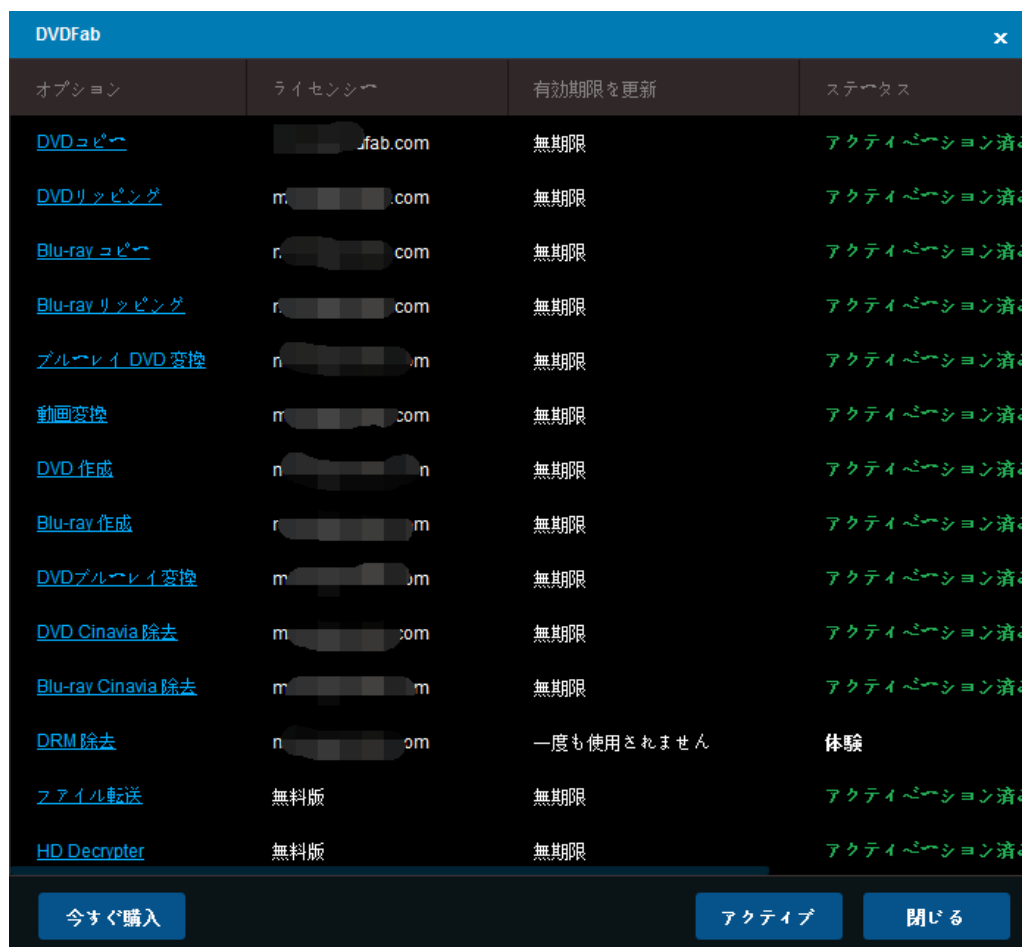 DVDFab x
オプション ライセンシー 有効期限を更新 ステータス
DVDコピー fab.com 無期限 アクティベーション済み
DVDリッピング m .com 無期限 アクティベーション済み
Blu-ray コピー com 無期限 アクティベーション済み
Blu-ray リッピング com 無期限 アクティベーション済み
ブルーレイ DVD 変換 m 無期限 アクティベーション済み
動画変換 m com 無期限 アクティベーション済み
DVD 作成 無期限 アクティベーション済み
Blu-ray 作成 m 無期限 アクティベーション済み
DVDブルーレイ変換 m om 無期限 アクティベーション済み
DVD Cinavia 除去 m com 無期限 アクティベーション済み
Blu-ray Cinavia 除去 m m 無期限 アクティベーション済み
DRM 除去 om 一度も使用されません 体験
ファイル転送 無料版 無期限 アクティベーション済み
HD Decrypter 無料版 無期限 アクティベーション済み
今すぐ購入 アクティブ 閉じる